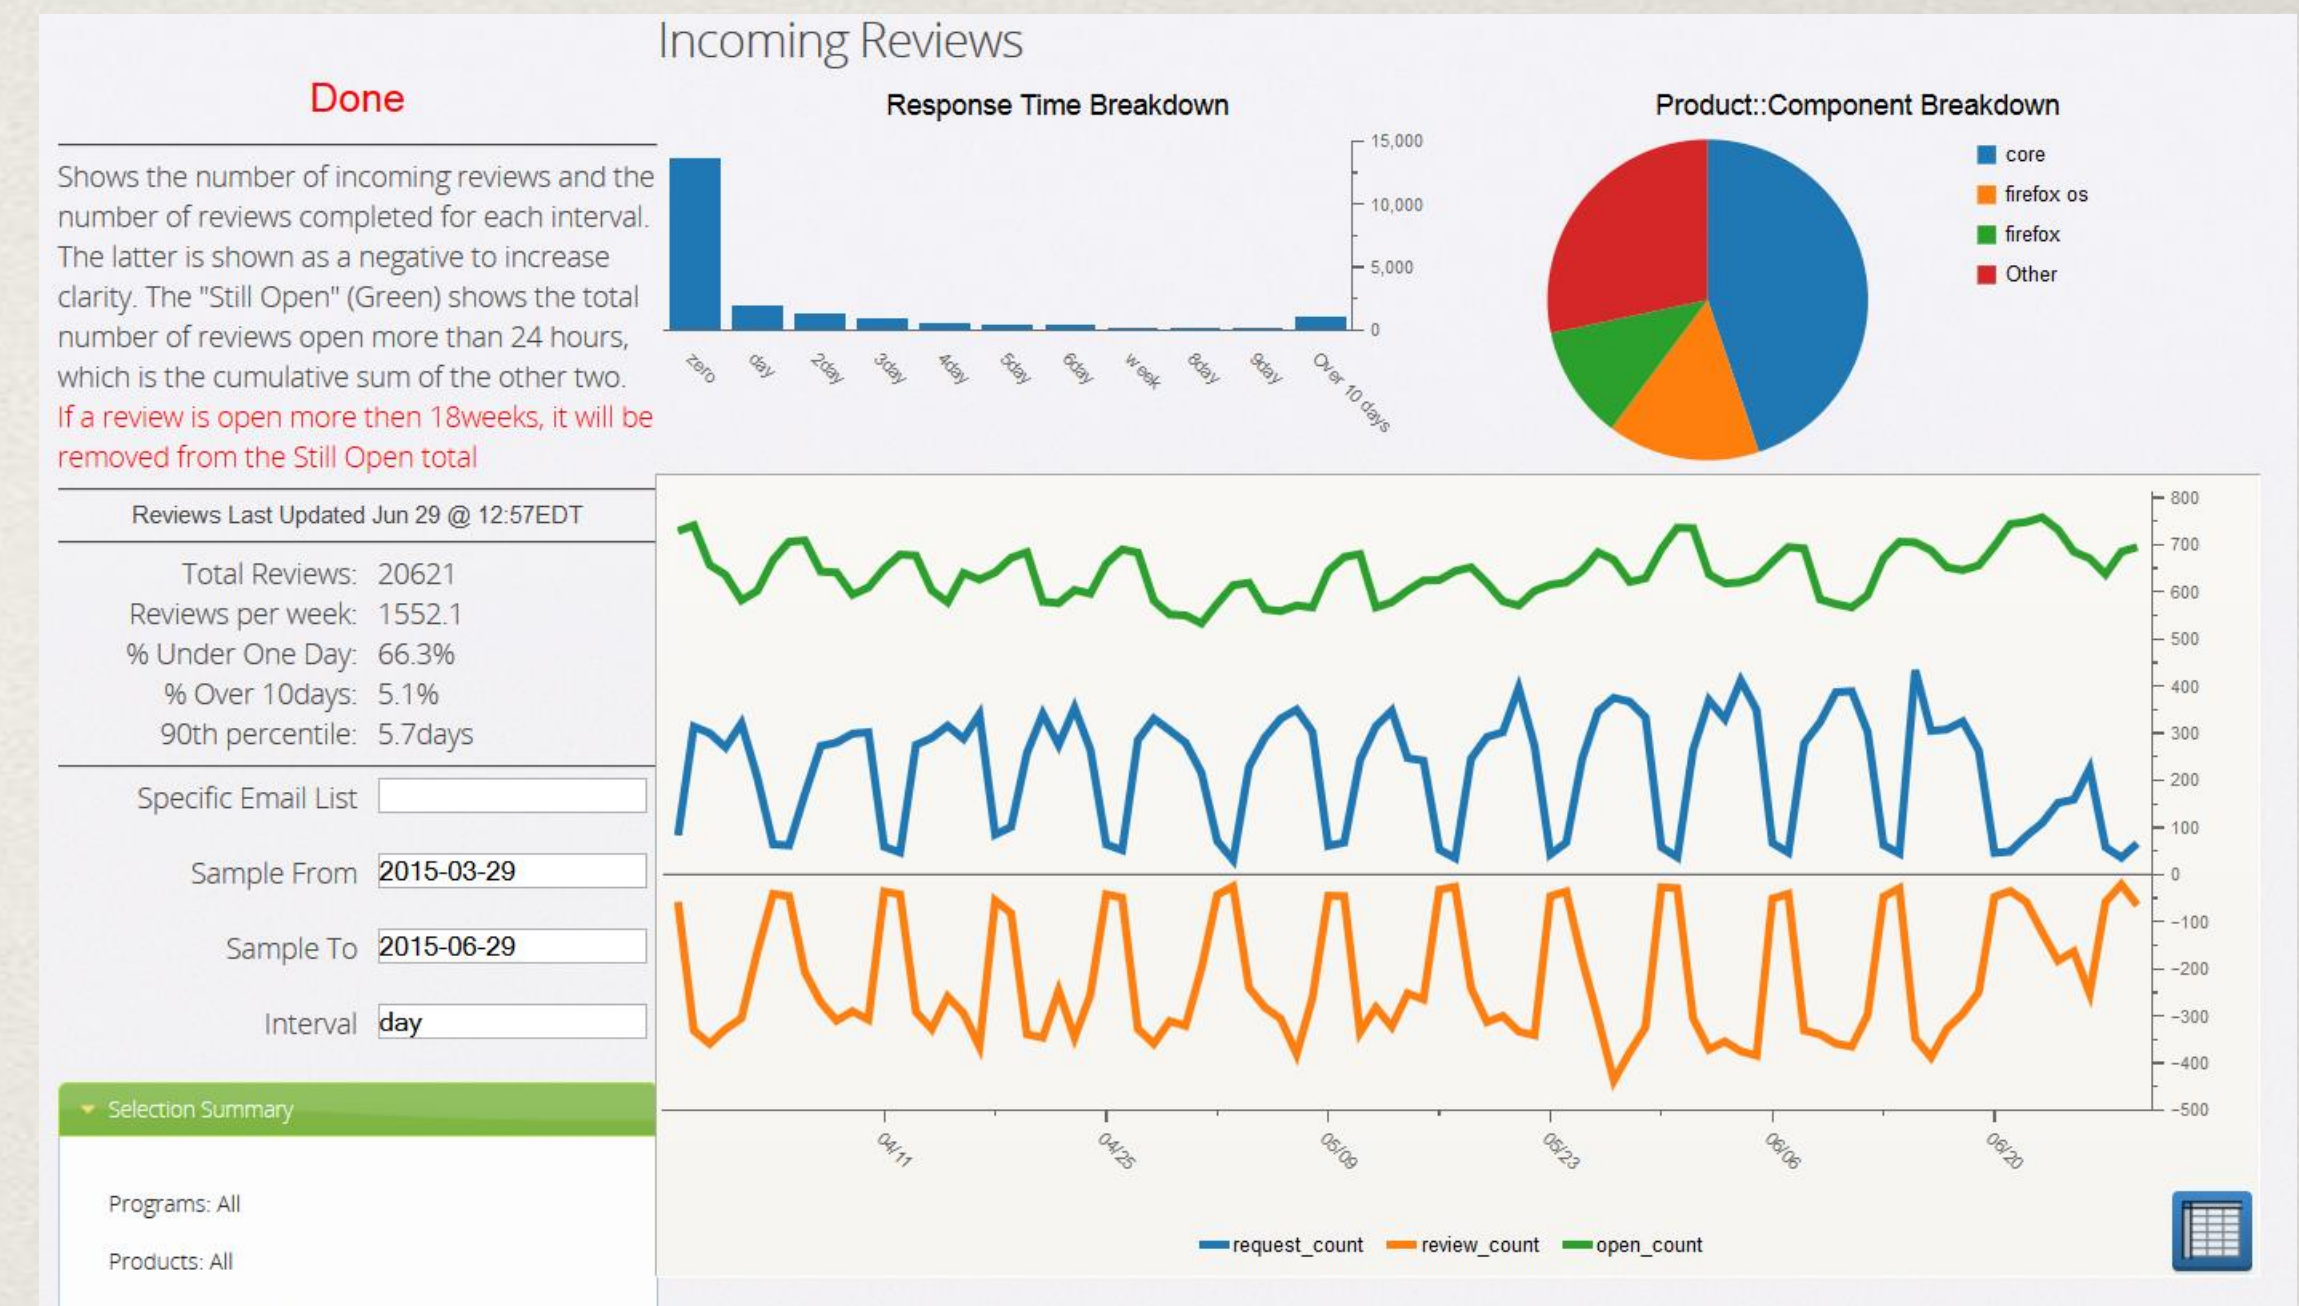 Incoming Reviews
Done
Shows the number of incoming reviews and the
number of reviews completed for each interval.
The latter is shown as a negative to increase
clarity. The "Still Open" (Green) shows the total
number of reviews open more than 24 hours,
which is the cumulative sum of the other two.
If a review is open more then 18weeks, it will be
removed from the Still Open total
Reviews Last Updated Jun 29 @ 12:57EDT
Total Reviews: 20621
Reviews per week: 1552.1
% Under One Day: 66.3%
% Over 10days: 5.1%
90th percentile: 5.7days
Specific Email List
Sample From 2015-03-29
Sample To 2015-06-29
Interval day
Selection Summary
Programs: All
Products: All
Response Time Breakdown
15,000
10,000
5,000
0
zero
day
2day
3day
4day
5day
6day
week
8day
9day
Over 10 days
Product::Component Breakdown
core
firefox os
firefox
Other
800
700
600
500
400
300
200
100
0
−100
−200
−300
−400
−500
04/11
04/25
05/09
05/23
06/06
06/20
request_count review_count open_count